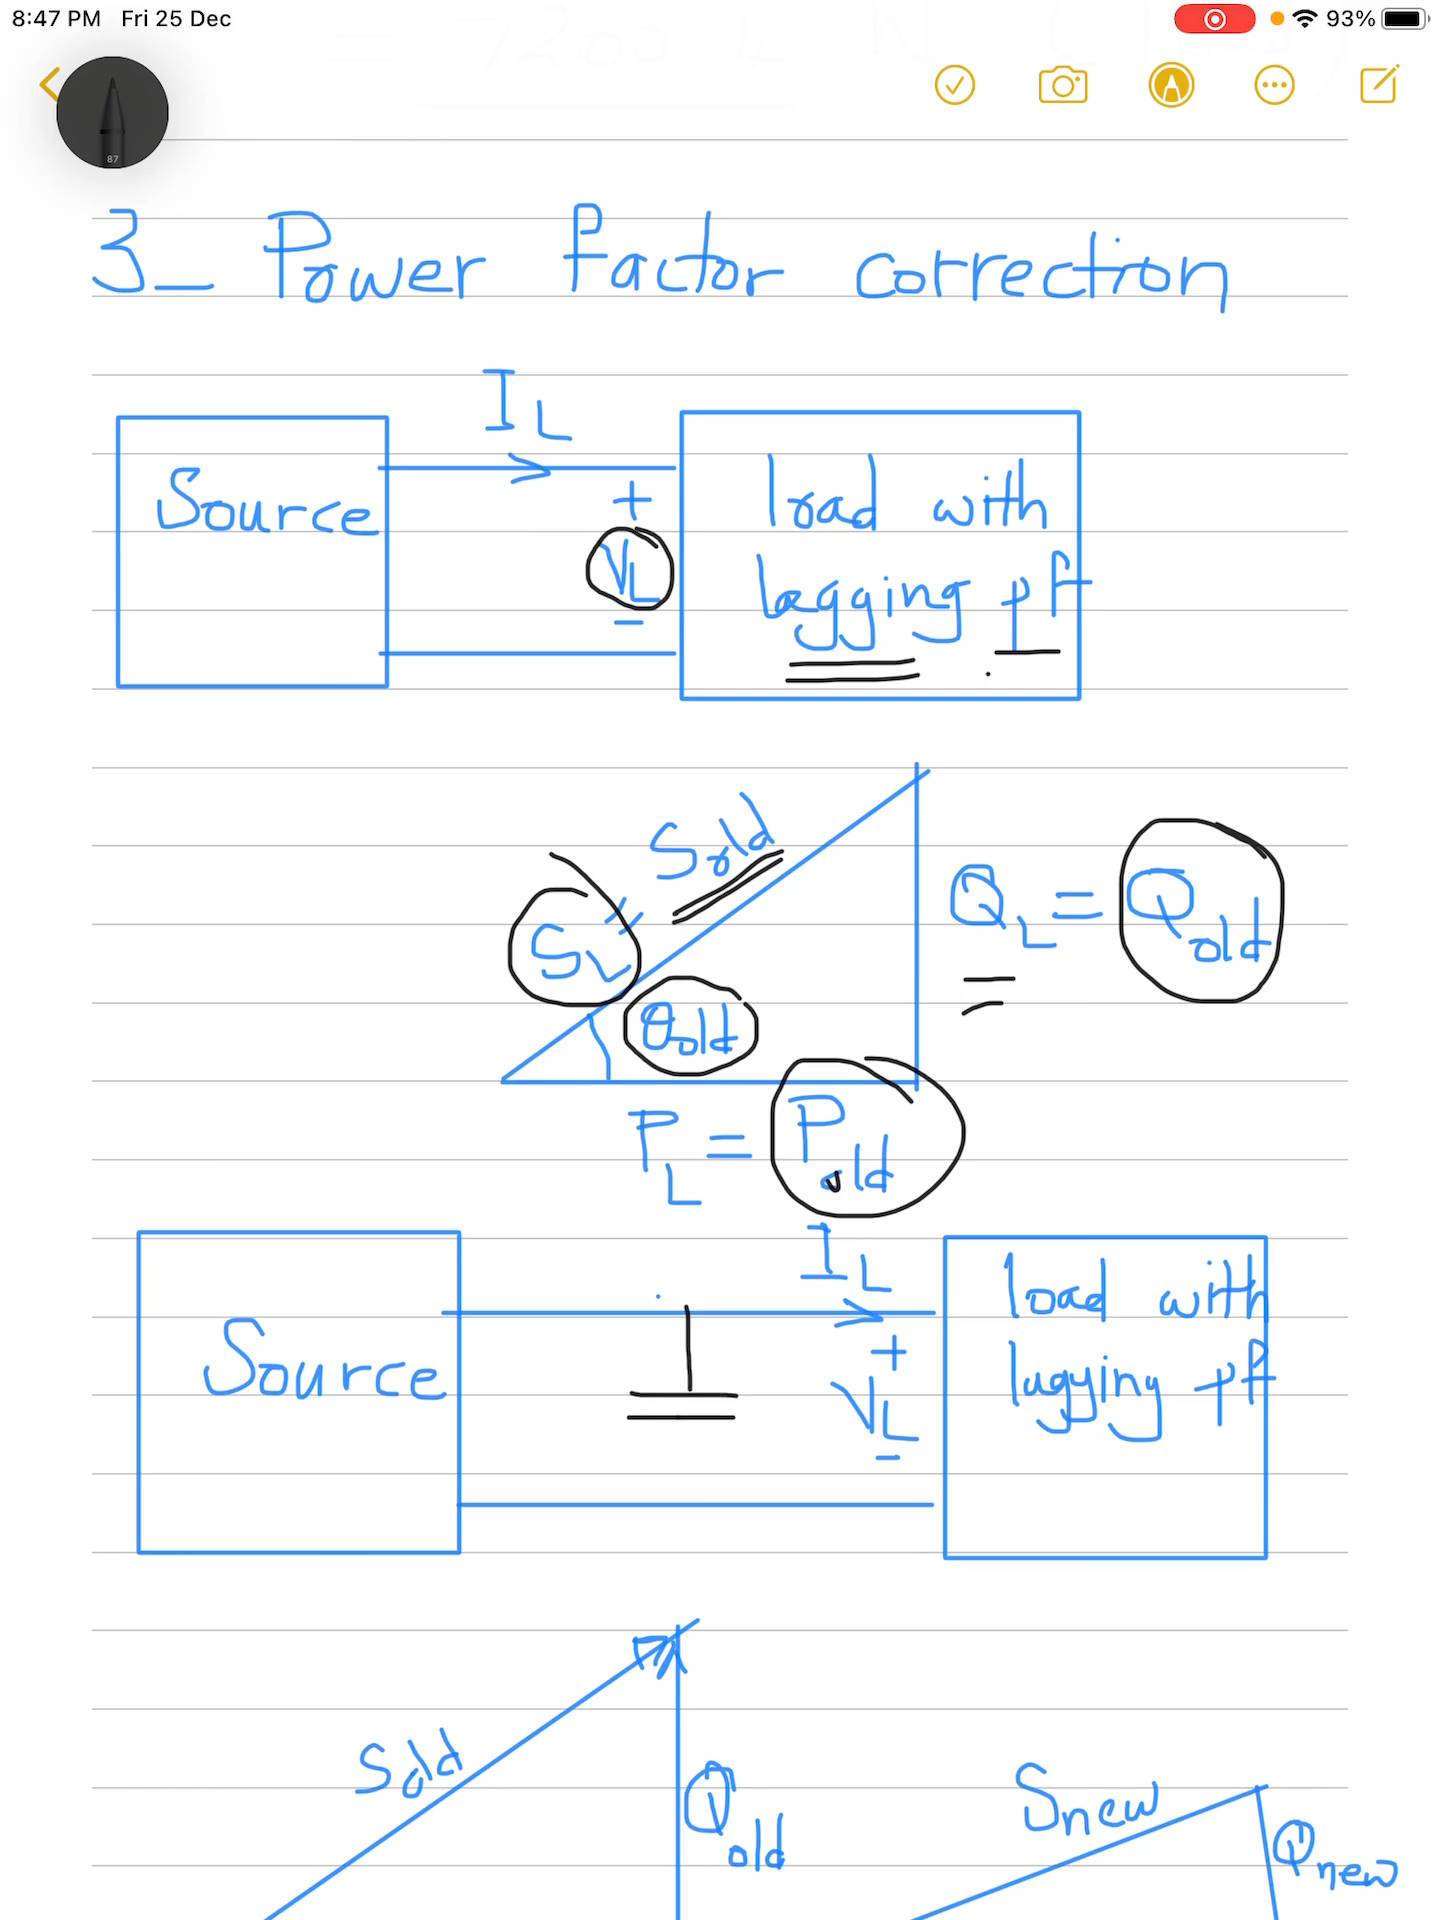 8:47 PM Fri 25 Dec 93%
87
3_ Power factor correction
IL
Source
+
VL
-
load with
lagging pf
Sold
SL =
QL = Qold
θold
PL = Pold
IL
Source
+
VL
-
load with
lagging pf
Sold
Qold
Snew
Qnew